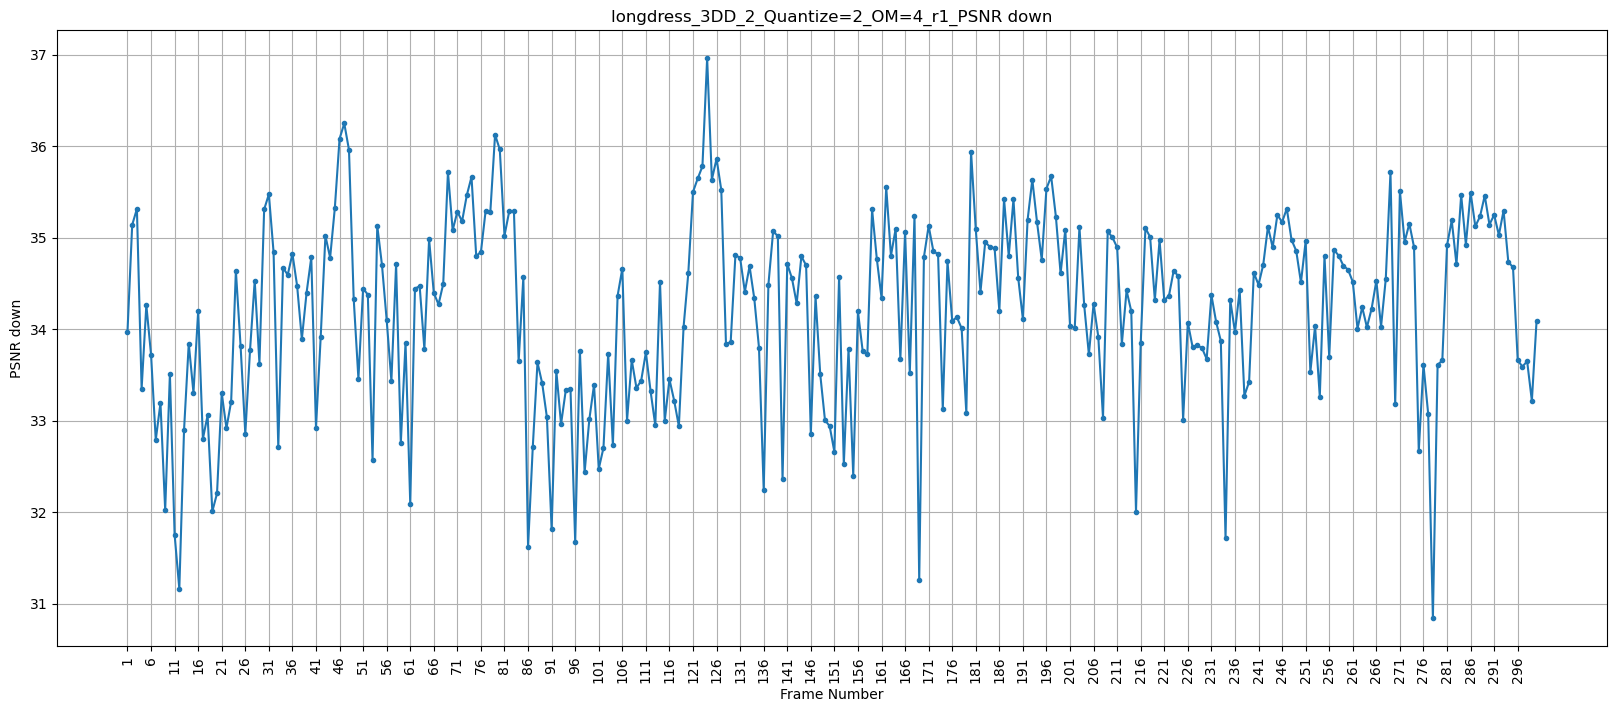 longdress_3DD_2_Quantize=2_OM=4_r1_PSNR down
37
36
35
34
33
32
31
PSNR down
1 6 11 16 21 26 31 36 41 46 51 56 61 66 71 76 81 86 91 96 101 106 111 116 121 126 131 136 141 146 151 156 161 166 171 176 181 186 191 196 201 206 211 216 221 226 231 236 241 246 251 256 261 266 271 276 281 286 291 296
Frame Number